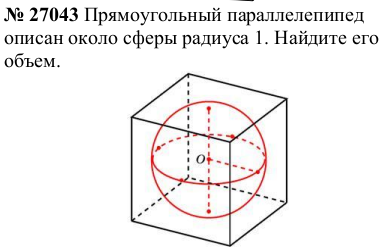 № 27043 Прямоугольный параллелепипед
описан около сферы радиуса 1. Найдите его
объем.
O